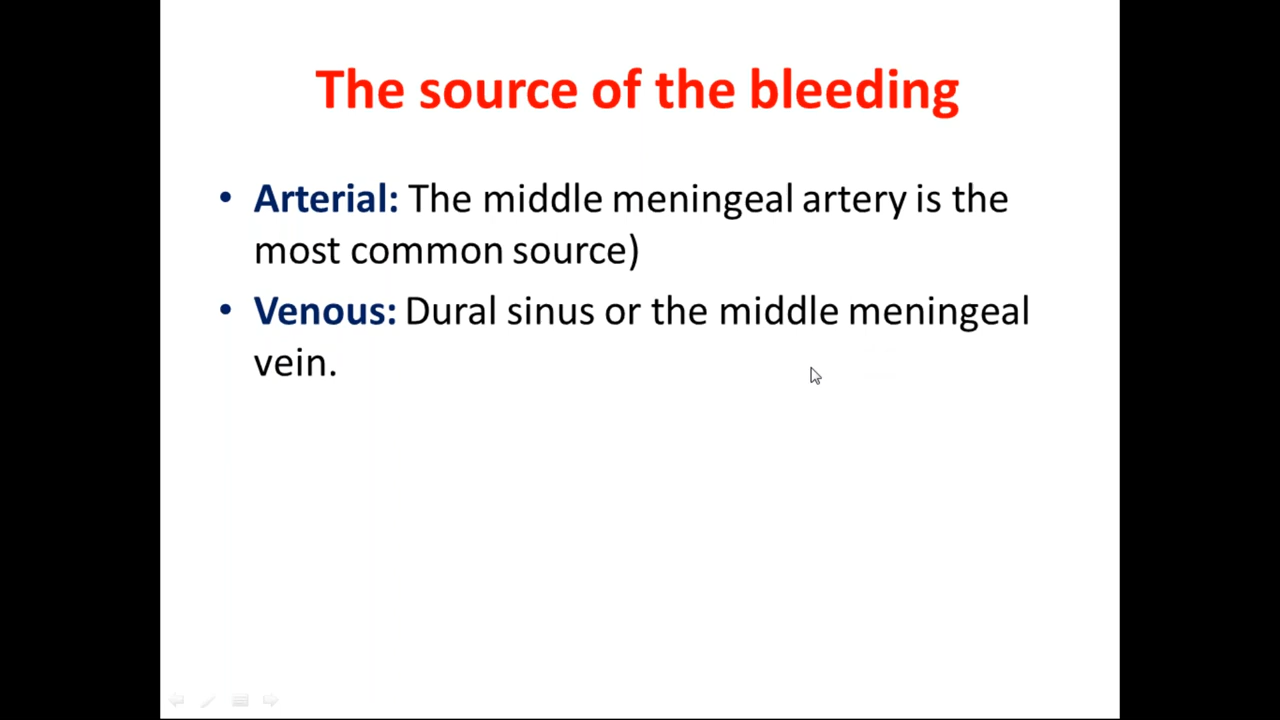 The source of the bleeding
• Arterial: The middle meningeal artery is the
most common source)
• Venous: Dural sinus or the middle meningeal
vein.